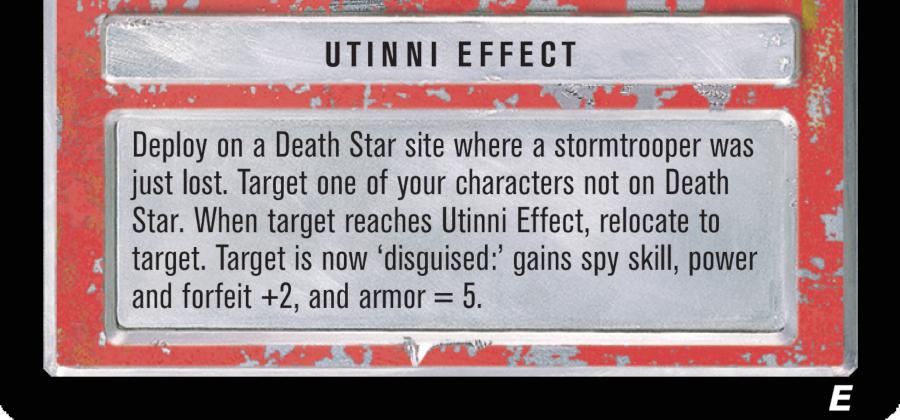 UTINNI EFFECT
Deploy on a Death Star site where a stormtrooper was
just lost. Target one of your characters not on Death
Star. When target reaches Utinni Effect, relocate to
target. Target is now ‘disguised:’ gains spy skill, power
and forfeit +2, and armor = 5.
E